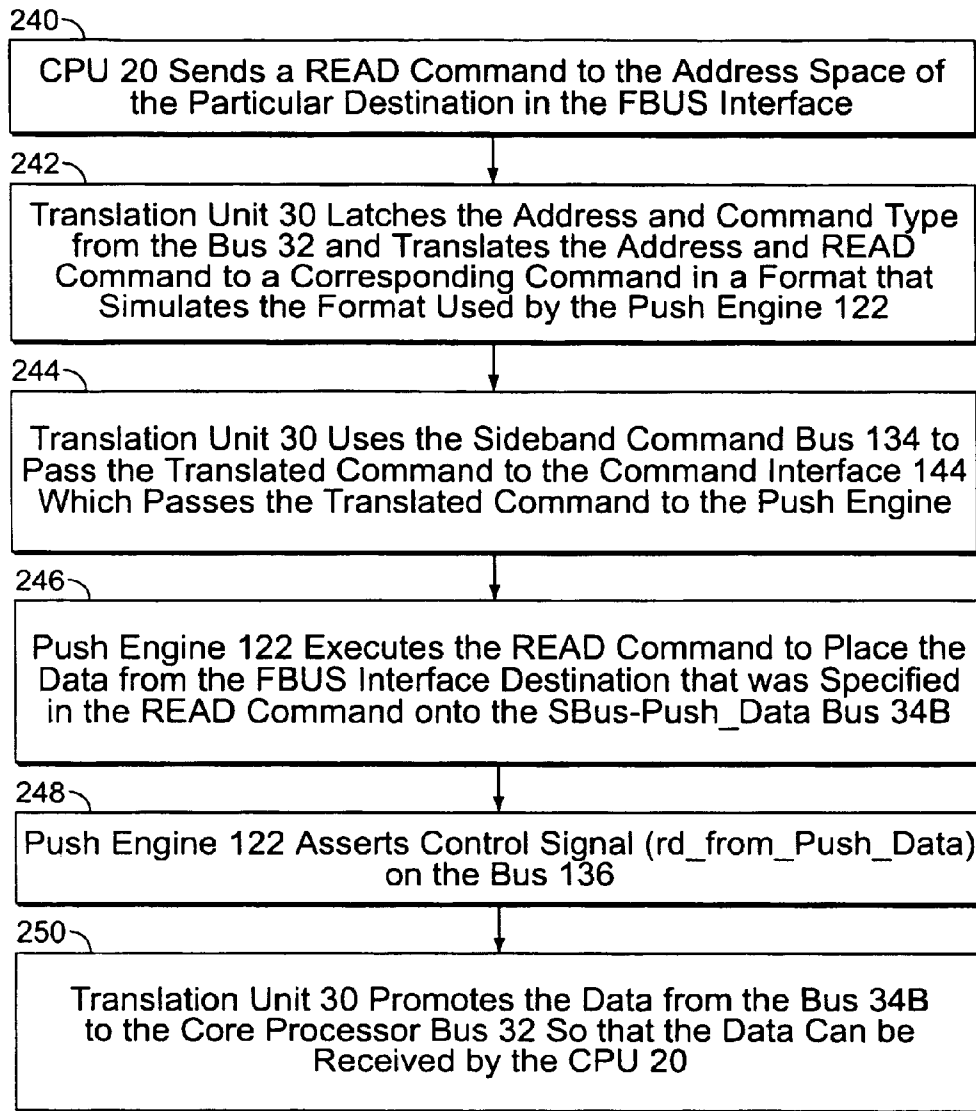 240
CPU 20 Sends a READ Command to the Address Space of
the Particular Destination in the FBUS Interface
242
Translation Unit 30 Latches the Address and Command Type
from the Bus 32 and Translates the Address and READ
Command to a Corresponding Command in a Format that
Simulates the Format Used by the Push Engine 122
244
Translation Unit 30 Uses the Sideband Command Bus 134 to
Pass the Translated Command to the Command Interface 144
Which Passes the Translated Command to the Push Engine
246
Push Engine 122 Executes the READ Command to Place the
Data from the FBUS Interface Destination that was Specified
in the READ Command onto the SBus-Push_Data Bus 34B
248
Push Engine 122 Asserts Control Signal (rd_from_Push_Data)
on the Bus 136
250
Translation Unit 30 Promotes the Data from the Bus 34B
to the Core Processor Bus 32 So that the Data Can be
Received by the CPU 20